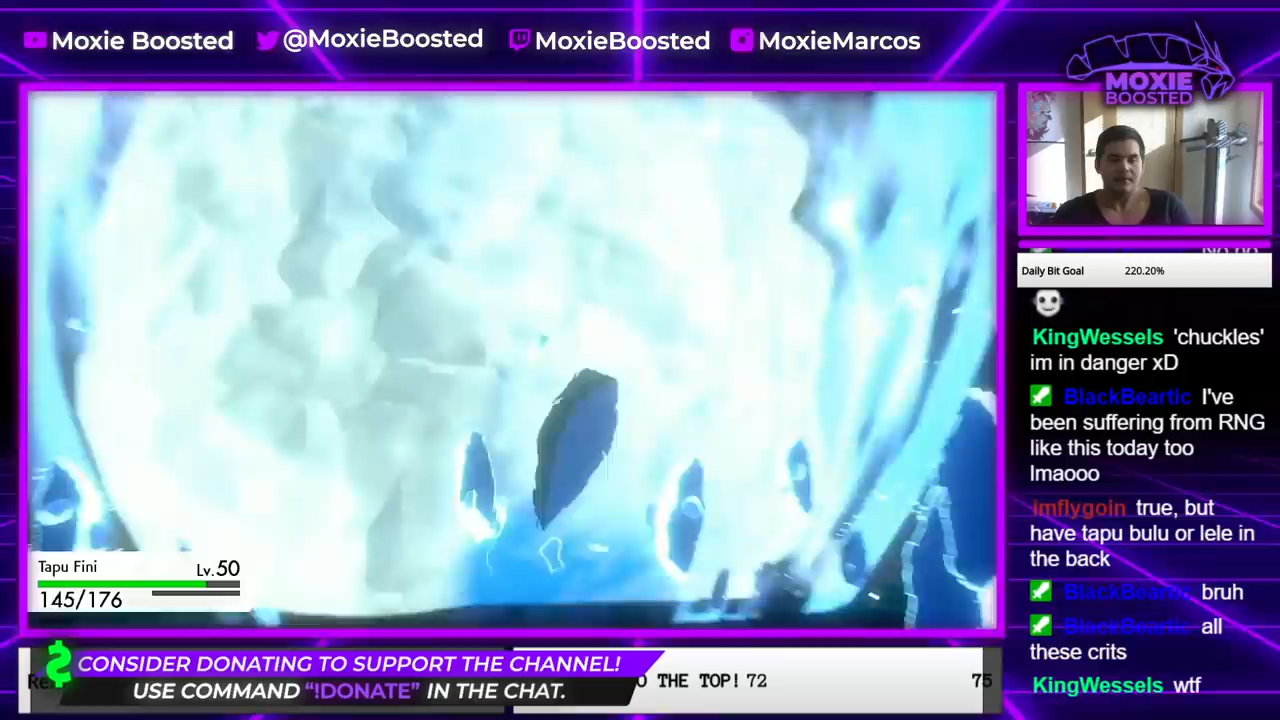 Moxie Boosted @MoxieBoosted MoxieBoosted MoxieMarcos
MOXIE
BOOSTED
Daily Bit Goal 220.20%
KingWessels 'chuckles'
im in danger xD
BlackBeartic I've
been suffering from RNG
like this today too
lmaooo
Imflygoin true, but
have tapu bulu or lele in
the back
BlackBeartic bruh
BlackBeartic all
these crits
KingWessels wtf
Tapu Fini Lv. 50
145/176
CONSIDER DONATING TO SUPPORT THE CHANNEL!
USE COMMAND "!DONATE" IN THE CHAT.
O THE TOP! 72 75